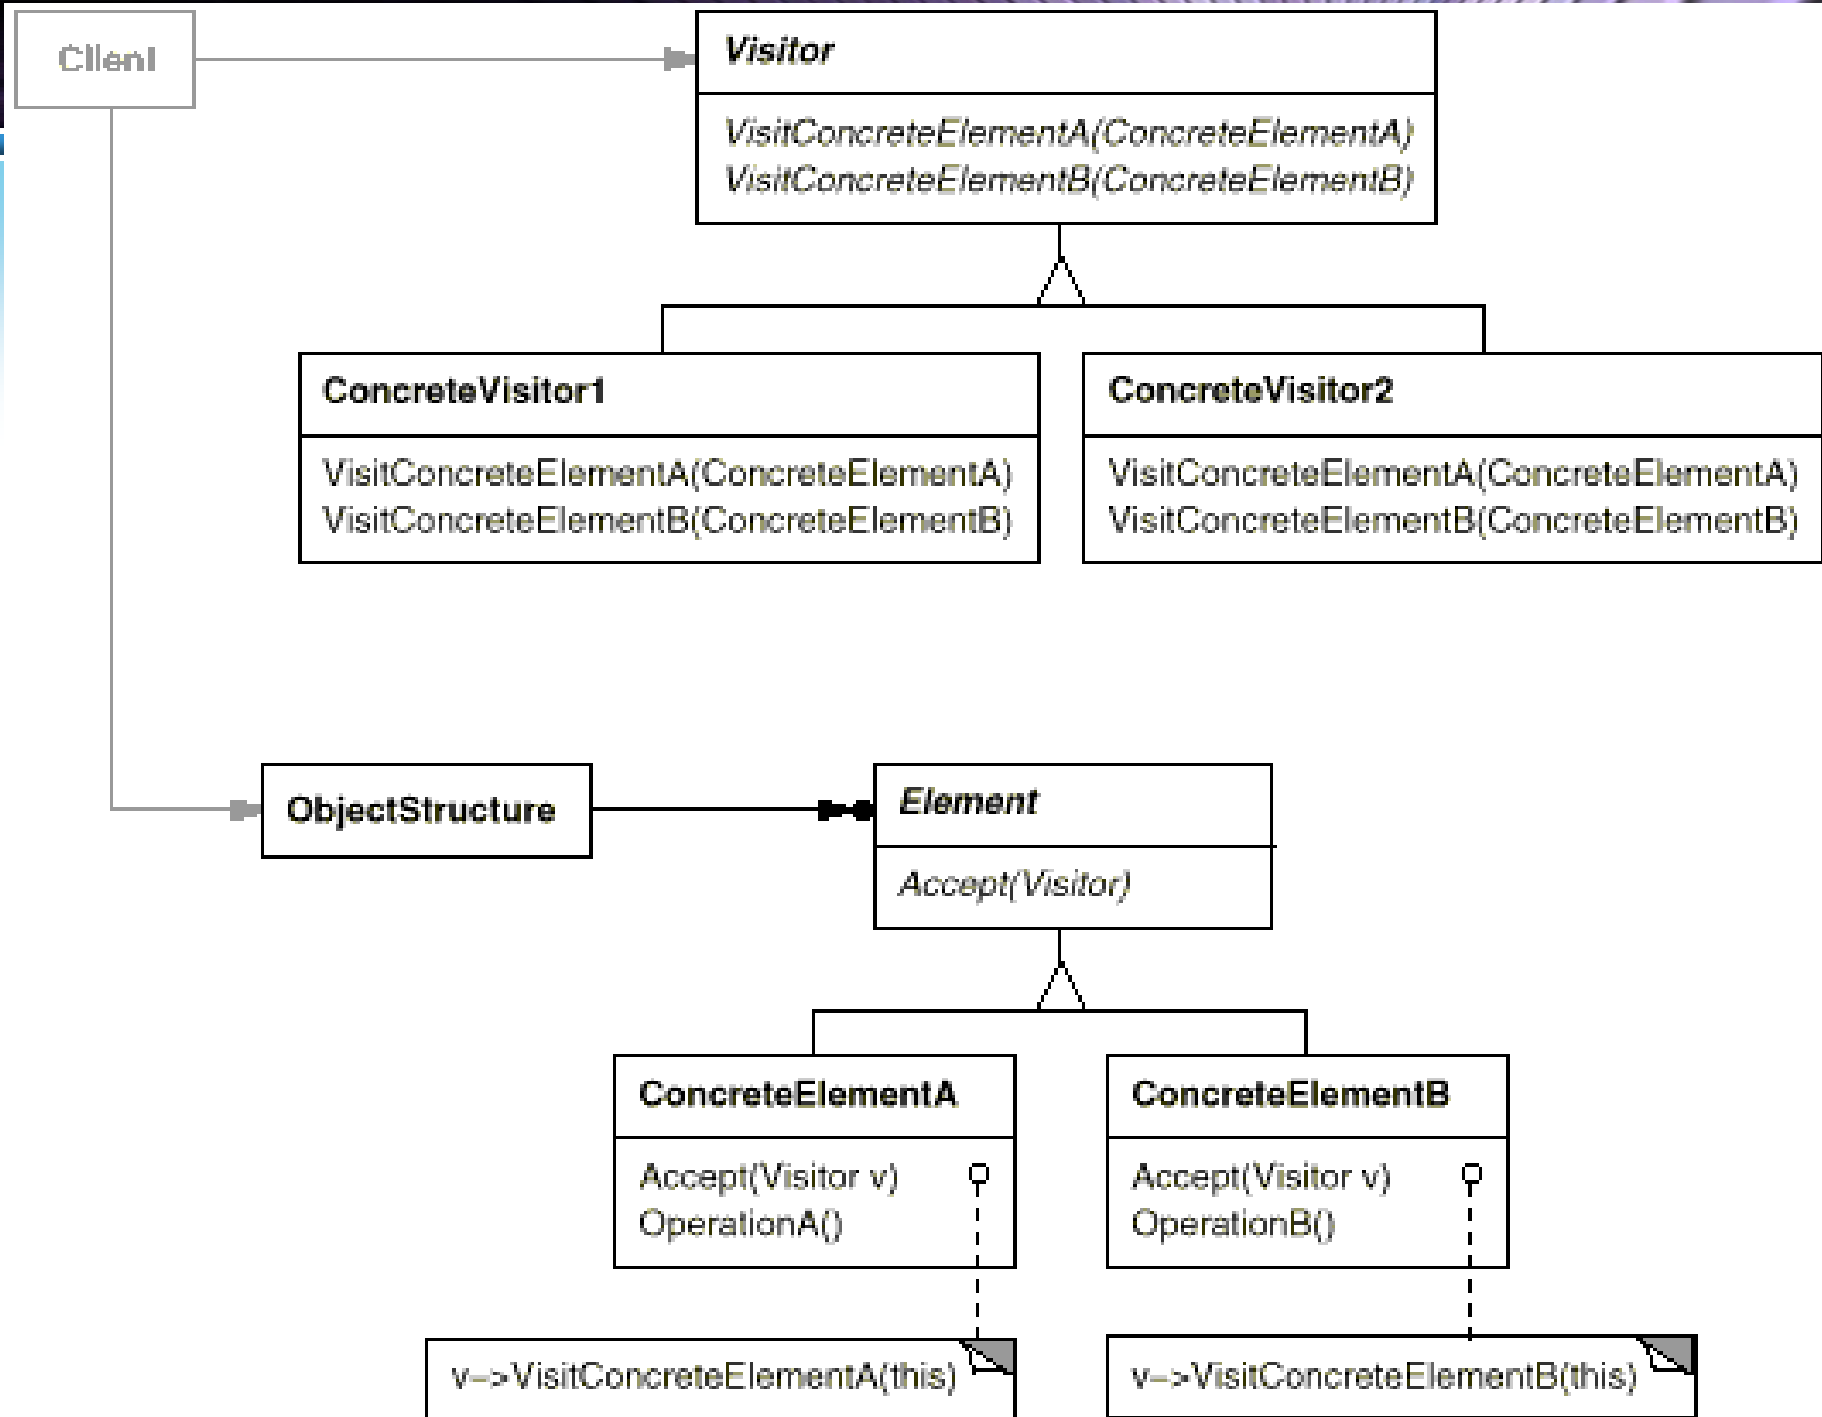 Client
Visitor
VisitConcreteElementA(ConcreteElementA)
VisitConcreteElementB(ConcreteElementB)
ConcreteVisitor1
VisitConcreteElementA(ConcreteElementA)
VisitConcreteElementB(ConcreteElementB)
ConcreteVisitor2
VisitConcreteElementA(ConcreteElementA)
VisitConcreteElementB(ConcreteElementB)
ObjectStructure
Element
Accept(Visitor)
ConcreteElementA
Accept(Visitor v)
OperationA()
ConcreteElementB
Accept(Visitor v)
OperationB()
v->VisitConcreteElementA(this)
v->VisitConcreteElementB(this)